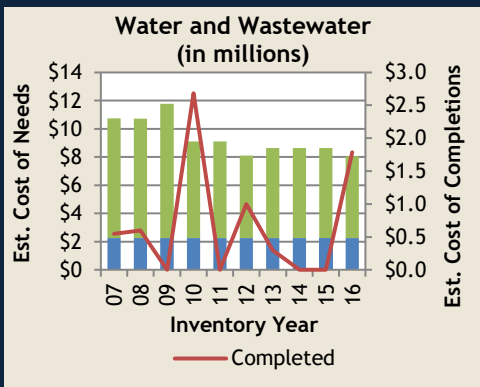 Water and Wastewater
(in millions)
Est. Cost of Needs
$14
$12
$10
$8
$6
$4
$2
$0
$3.0
$2.5
$2.0
$1.5
$1.0
$0.5
$0.0
Est. Cost of Completions
07 08 09 10 11 12 13 14 15 16
Inventory Year
Completed